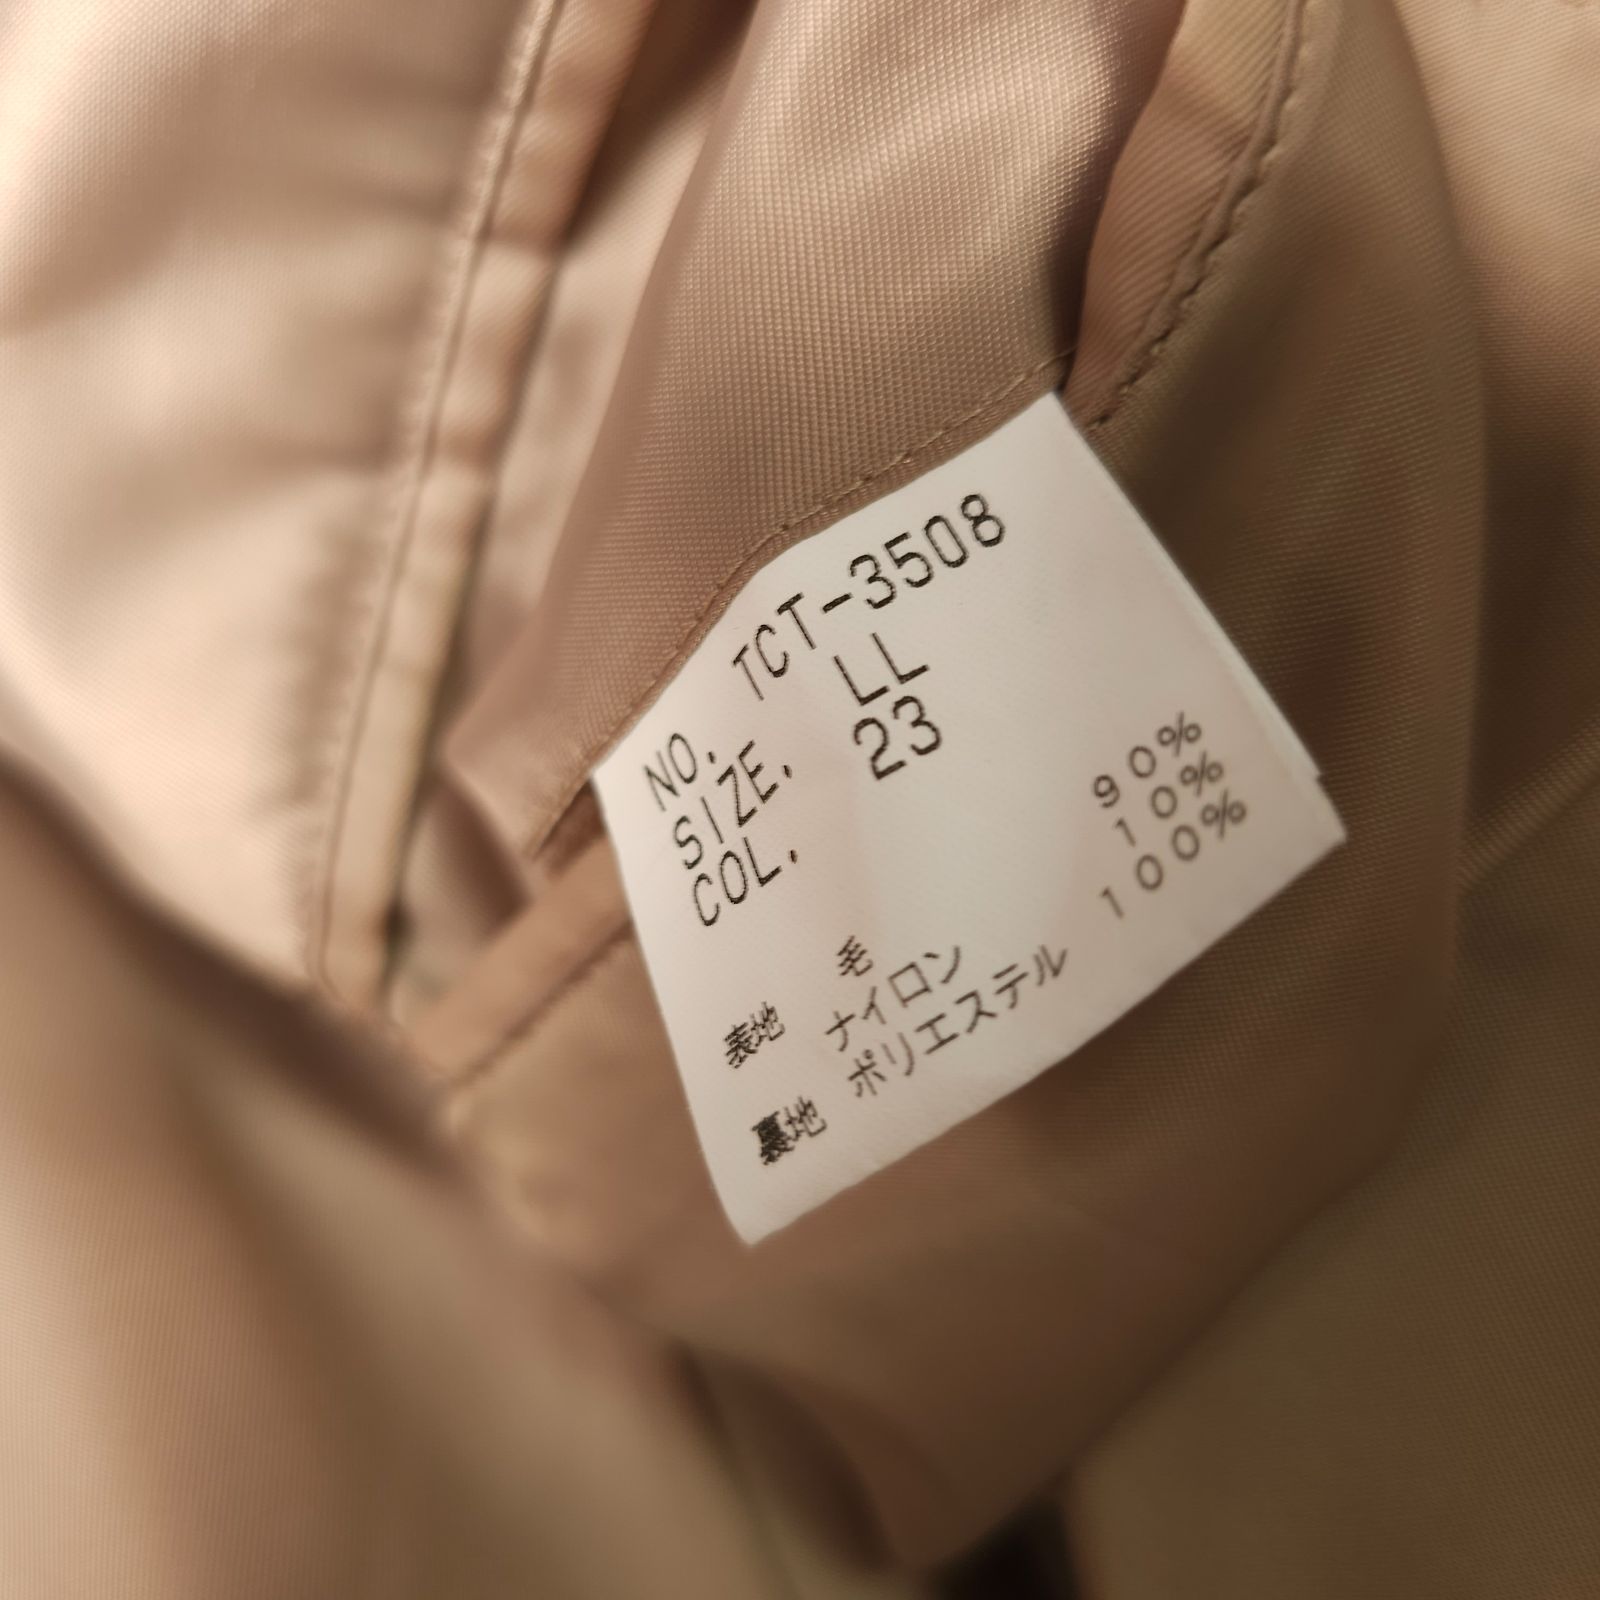 NO. TCT-3508
SIZE. LL
COL. 23
表地 毛 90%
ナイロン 10%
裏地 ポリエステル 100%